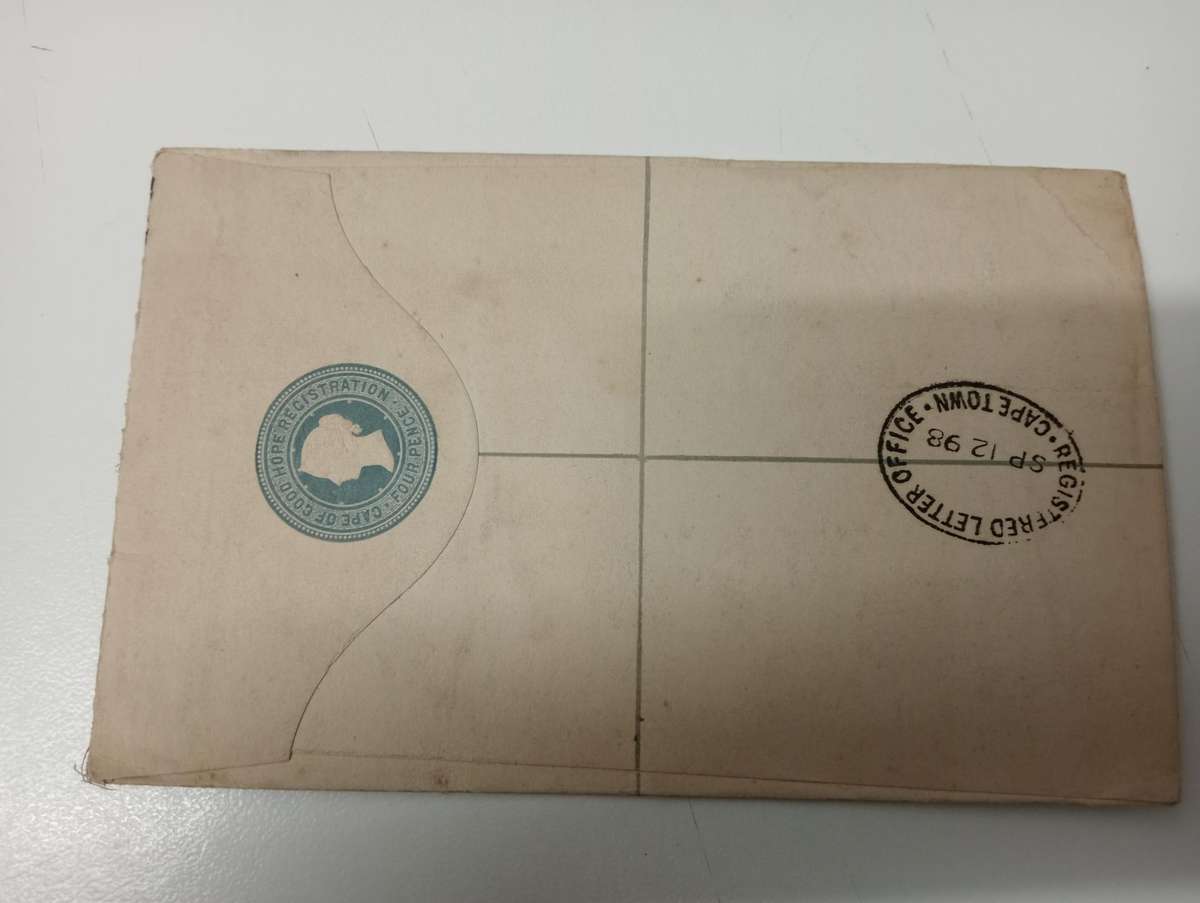 CAPE OF GOOD HOPE REGISTRATION · FOUR PENCE ·
REGISTERED LETTER OFFICE · CAPE TOWN ·
SP 12 98